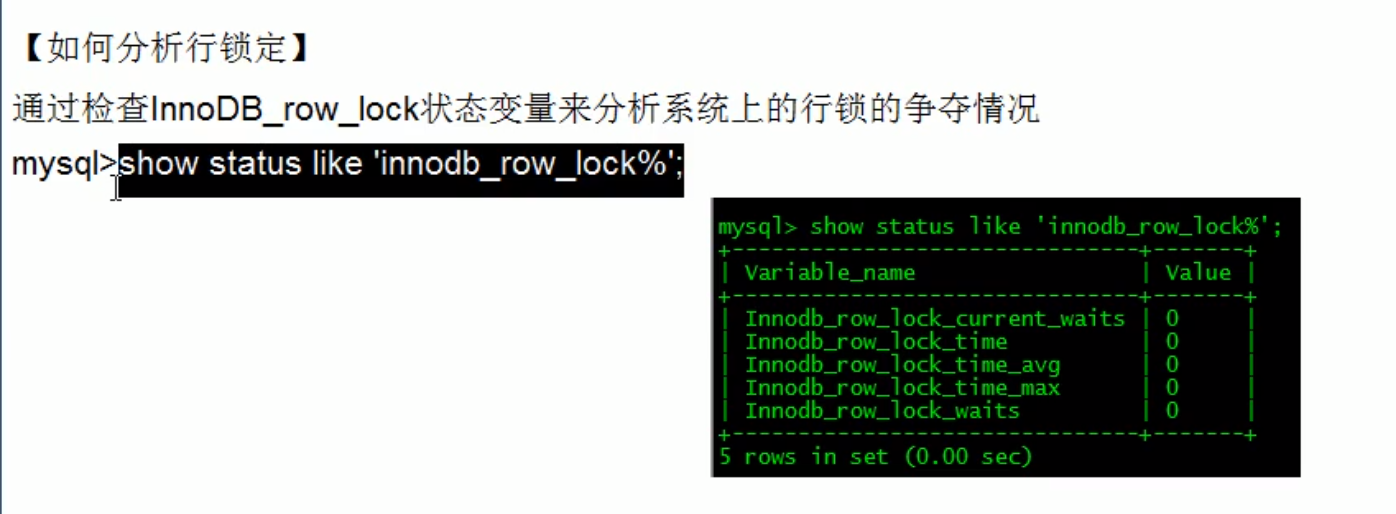 【如何分析行锁定】
通过检查InnoDB_row_lock状态变量来分析系统上的行锁的争夺情况
mysql>show status like 'innodb_row_lock%';
mysql> show status like 'innodb_row_lock%';
+-------------------------------+-------+
| Variable_name | Value |
+-------------------------------+-------+
| Innodb_row_lock_current_waits | 0 |
| Innodb_row_lock_time | 0 |
| Innodb_row_lock_time_avg | 0 |
| Innodb_row_lock_time_max | 0 |
| Innodb_row_lock_waits | 0 |
+-------------------------------+-------+
5 rows in set (0.00 sec)